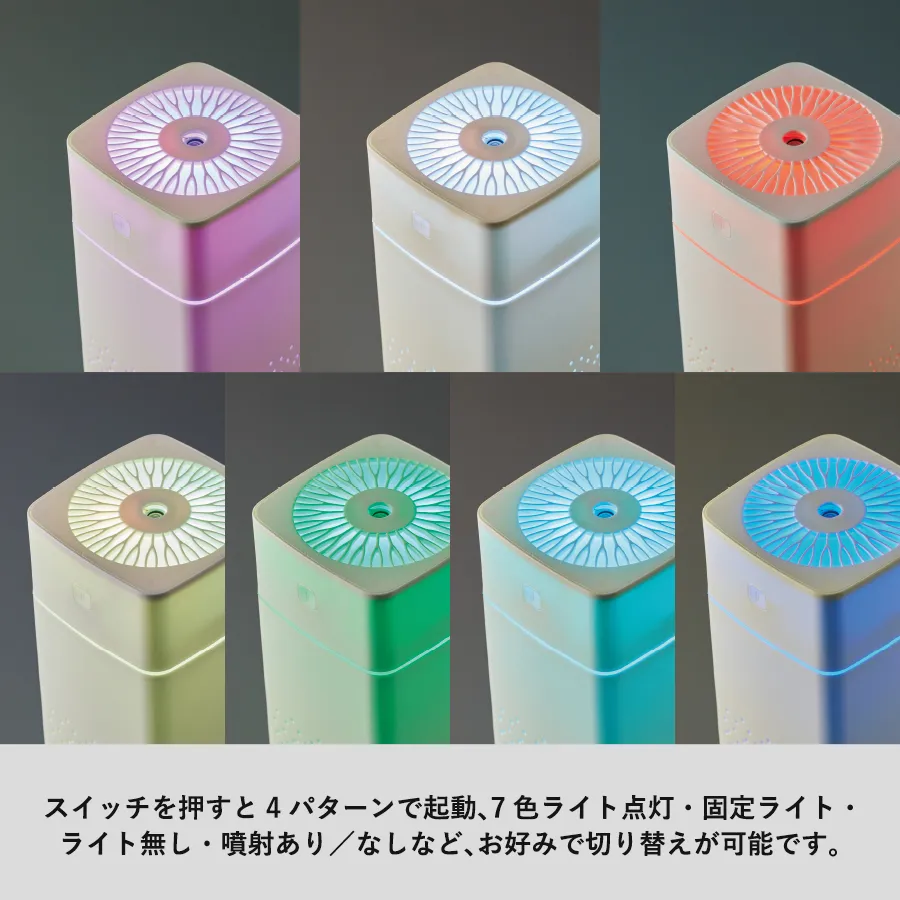 スイッチを押すと4パターンで起動、7色ライト点灯・固定ライト・
ライト無し・噴射あり／なしなど、お好みで切り替えが可能です。